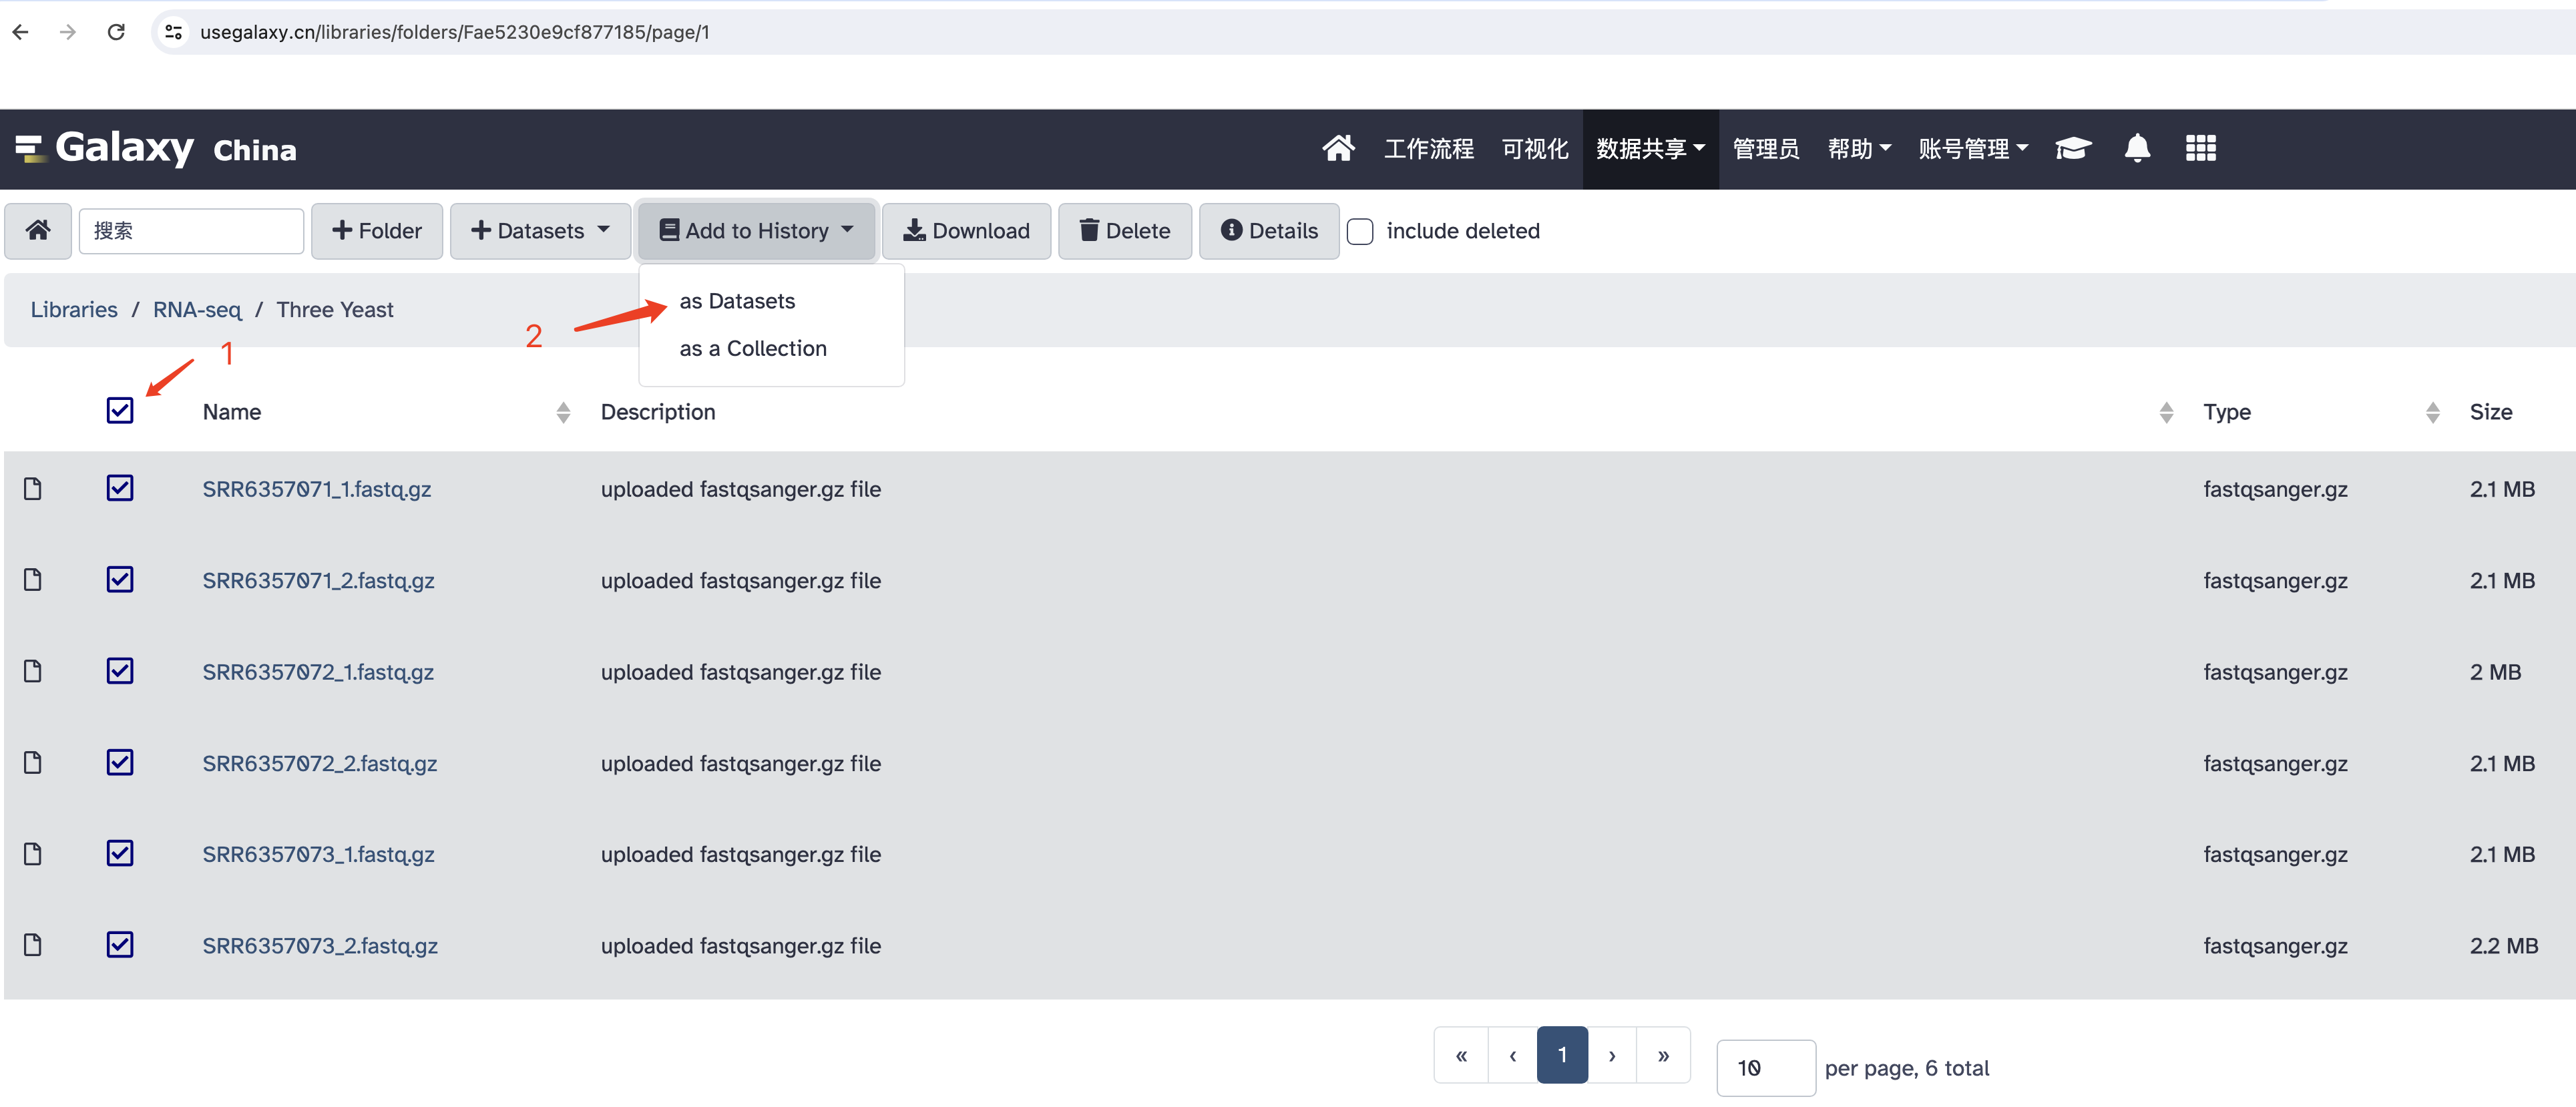 usegalaxy.cn/libraries/folders/Fae5230e9cf877185/page/1
Galaxy China
工作流程 可视化 数据共享 管理员 帮助 账号管理
搜索 + Folder + Datasets Add to History Download Delete Details include deleted
as Datasets
Libraries / RNA-seq / Three Yeast
2
as a Collection
1
Name Description Type Size
SRR6357071_1.fastq.gz uploaded fastqsanger.gz file fastqsanger.gz 2.1 MB
SRR6357071_2.fastq.gz uploaded fastqsanger.gz file fastqsanger.gz 2.1 MB
SRR6357072_1.fastq.gz uploaded fastqsanger.gz file fastqsanger.gz 2 MB
SRR6357072_2.fastq.gz uploaded fastqsanger.gz file fastqsanger.gz 2.1 MB
SRR6357073_1.fastq.gz uploaded fastqsanger.gz file fastqsanger.gz 2.1 MB
SRR6357073_2.fastq.gz uploaded fastqsanger.gz file fastqsanger.gz 2.2 MB
« ‹ 1 › » 10 per page, 6 total